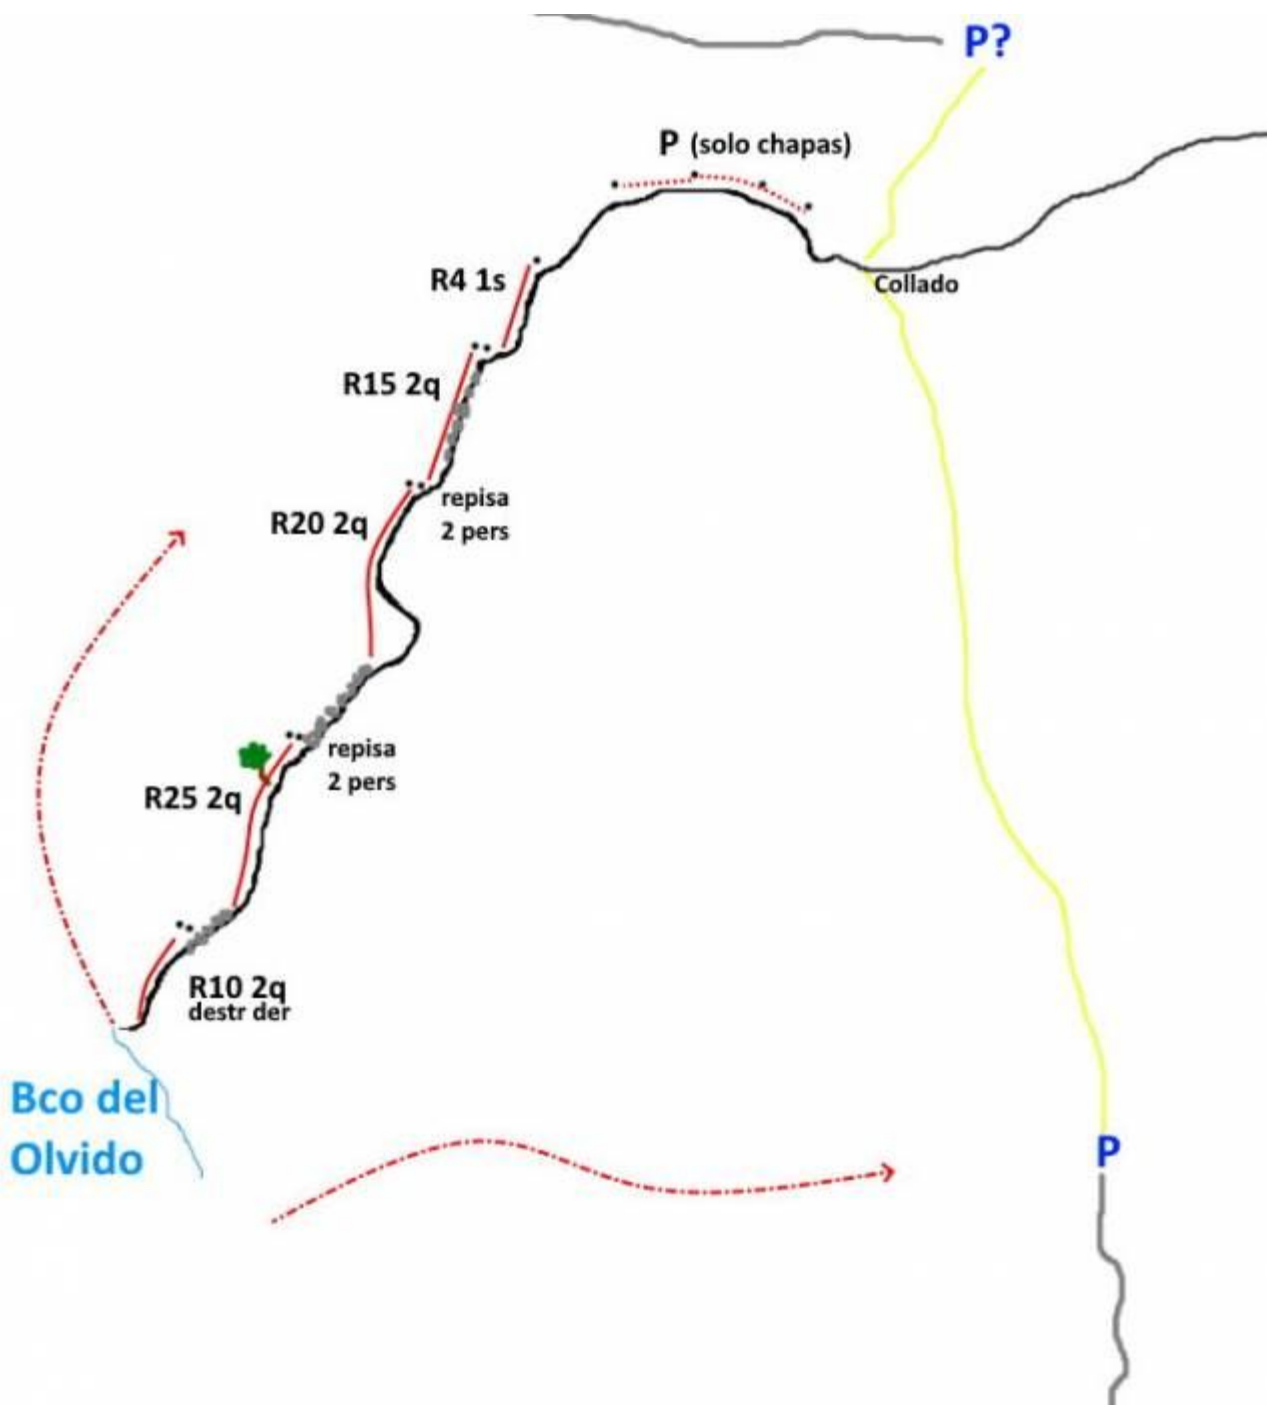 P?
P (solo chapas)
R4 1s
Collado
R15 2q
repisa
2 pers
R20 2q
repisa
2 pers
R25 2q
R10 2q
destr der
Bco del
Olvido
P